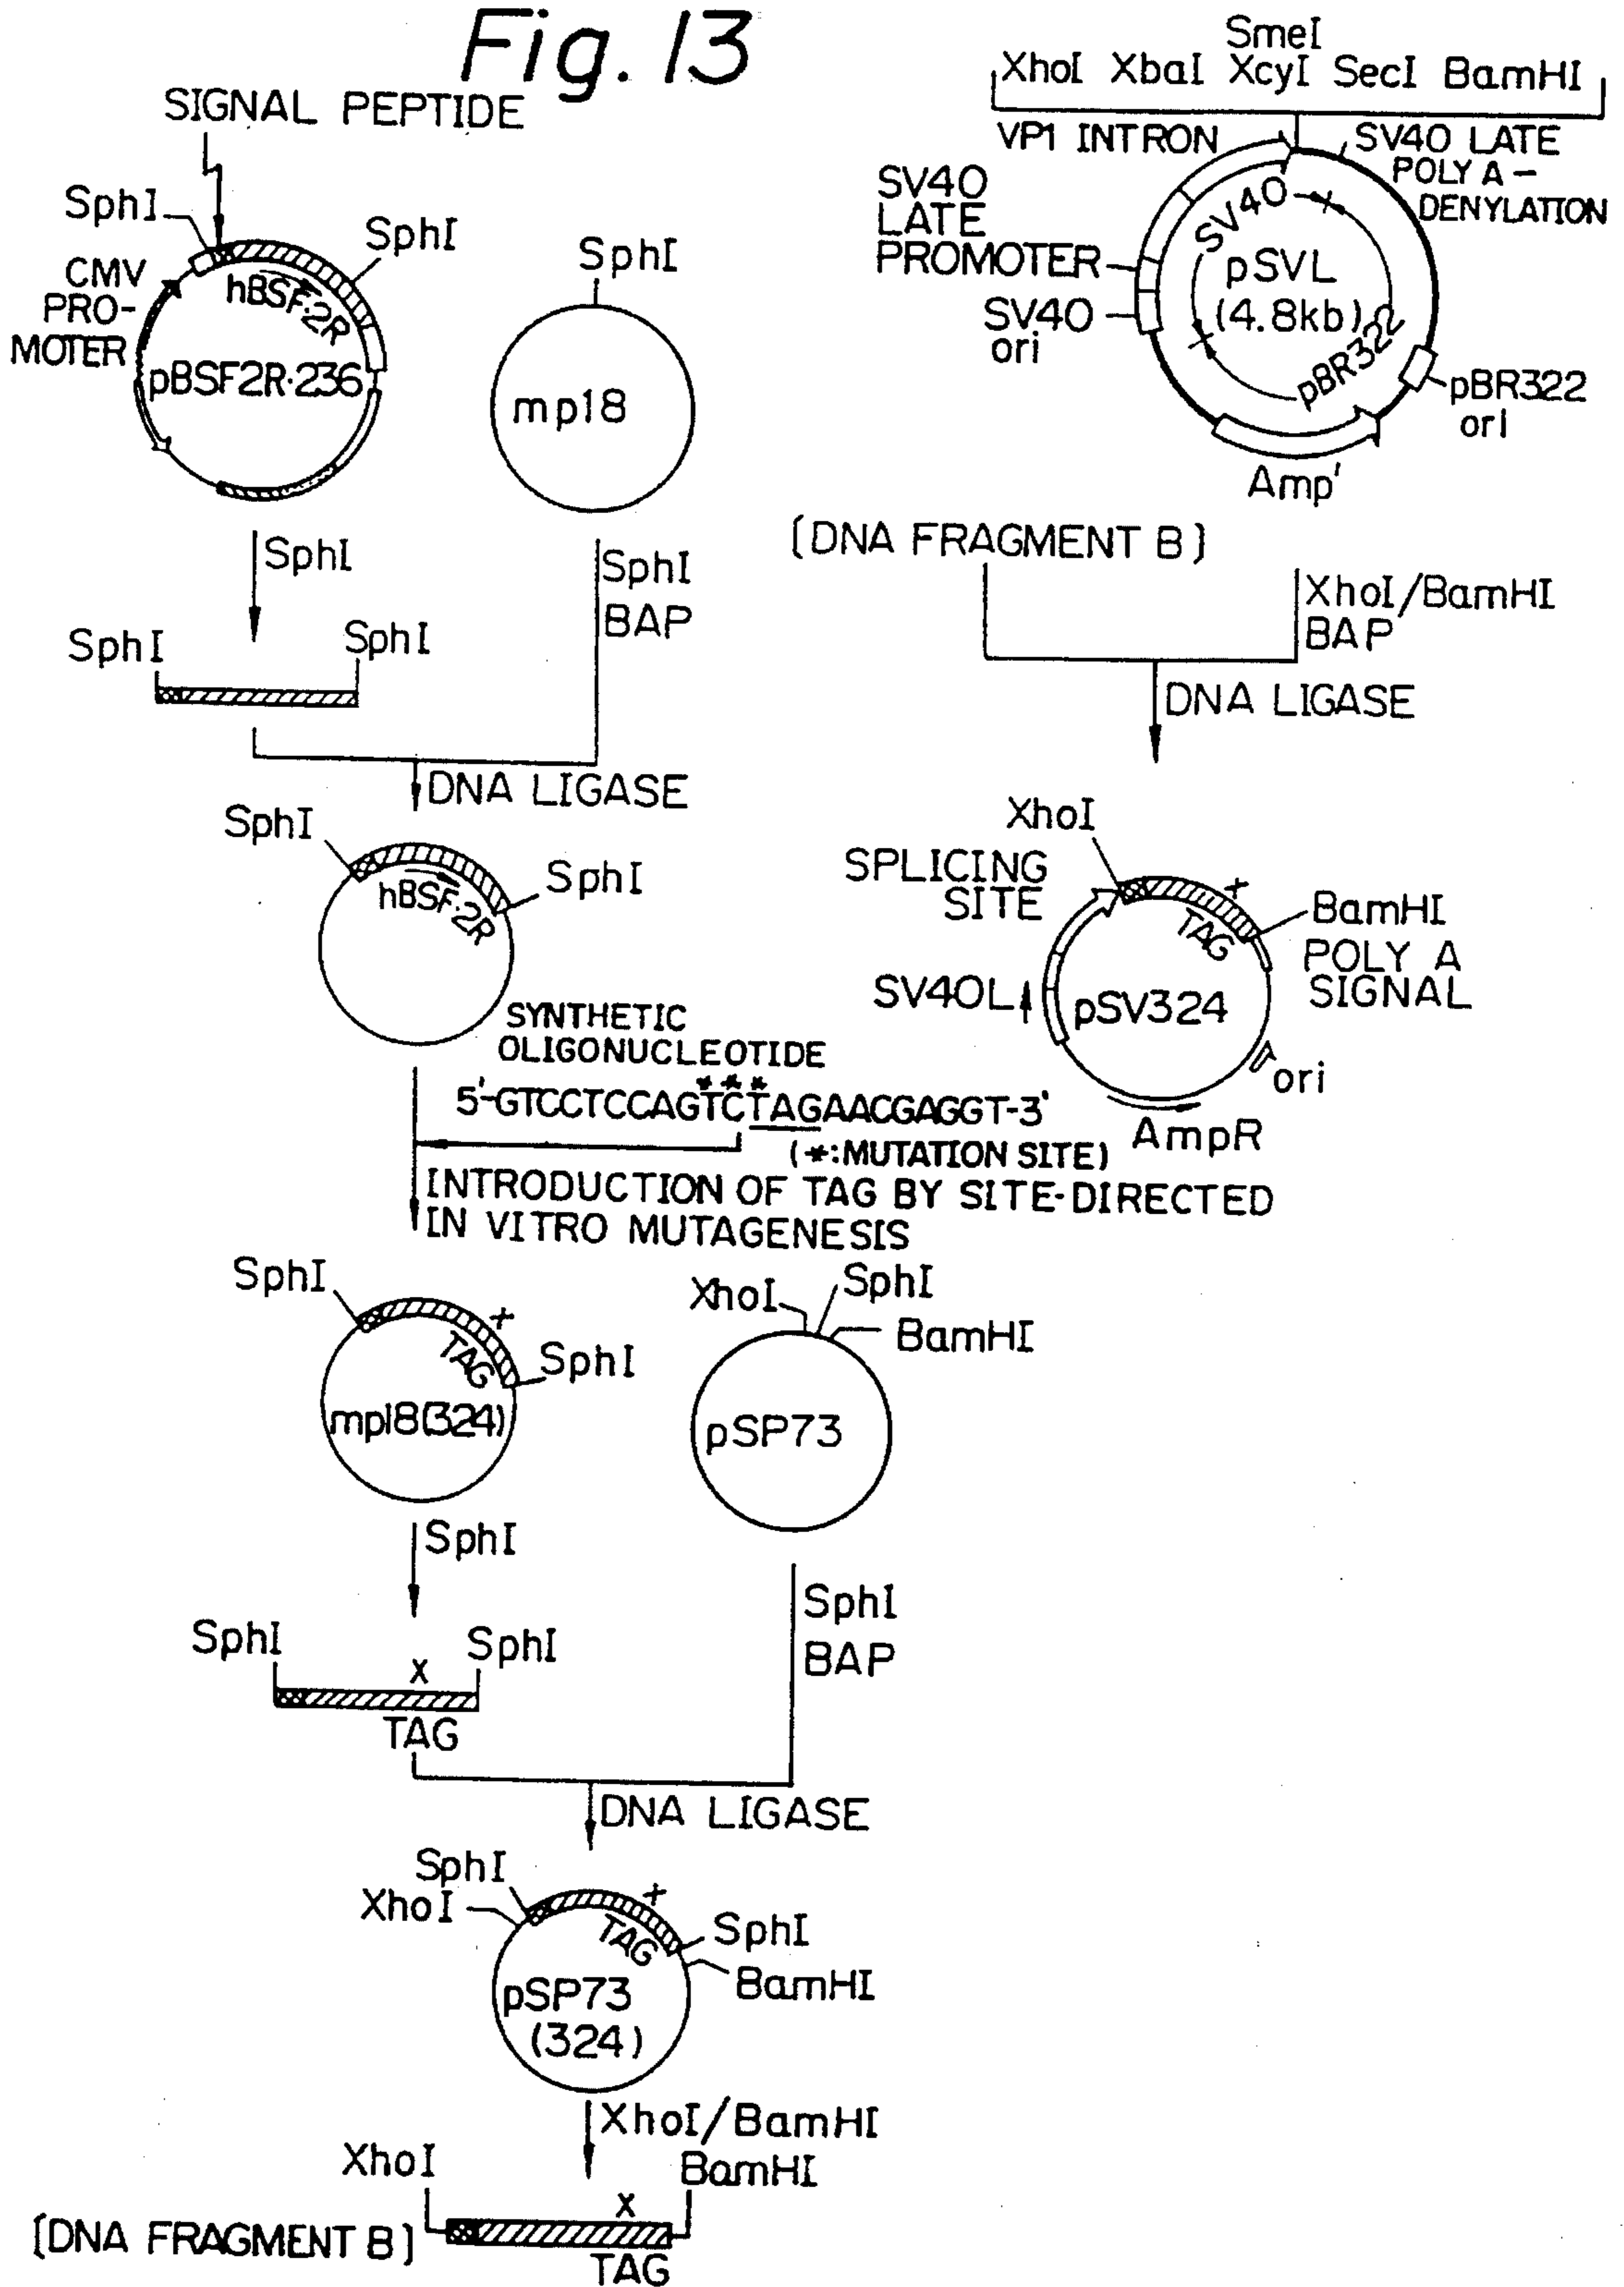 Fig. 13
SIGNAL PEPTIDE
SphI
SphI
CMV
PRO-
MOTER
hBSF·2R
pBSF2R·236
SphI
mp18
SphI
SphI
BAP
SphI
SphI
DNA LIGASE
SphI
SphI
hBSF·2R
SYNTHETIC
OLIGONUCLEOTIDE
***
5'-GTCCTCCAGTCTAGAACGAGGT-3'
(*:MUTATION SITE)
INTRODUCTION OF TAG BY SITE-DIRECTED
IN VITRO MUTAGENESIS
SphI
x
TAG
SphI
mp18(324)
XhoI
SphI
BamHI
pSP73
SphI
SphI
BAP
SphI
SphI
x
TAG
DNA LIGASE
SphI
XhoI
x
TAG
SphI
BamHI
pSP73
(324)
XhoI/BamHI
XhoI
BamHI
x
[DNA FRAGMENT B]
TAG
SmeI
XhoI XbaI XcyI SecI BamHI
VP1 INTRON
SV40 LATE
POLY A-
DENYLATION
SV40
LATE
PROMOTER
SV40
ori
SV40
pSVL
(4.8kb)
pBR322
pBR322
ori
Amp'
[DNA FRAGMENT B]
XhoI/BamHI
BAP
DNA LIGASE
XhoI
SPLICING
SITE
x
TAG
BamHI
POLY A
SIGNAL
SV40L
pSV324
ori
AmpR